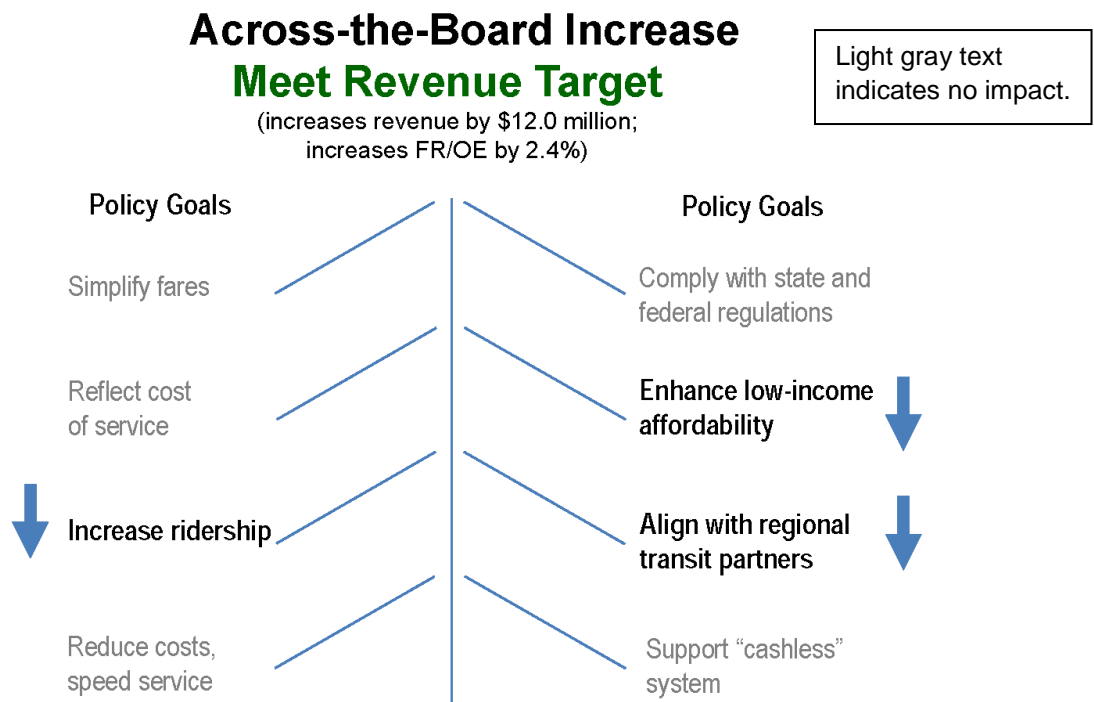 Across-the-Board Increase
Meet Revenue Target
(increases revenue by $12.0 million;
increases FR/OE by 2.4%)
Light gray text
indicates no impact.
Policy Goals
Simplify fares
Reflect cost
of service
Increase ridership
Reduce costs,
speed service
Policy Goals
Comply with state and
federal regulations
Enhance low-income
affordability
Align with regional
transit partners
Support “cashless”
system